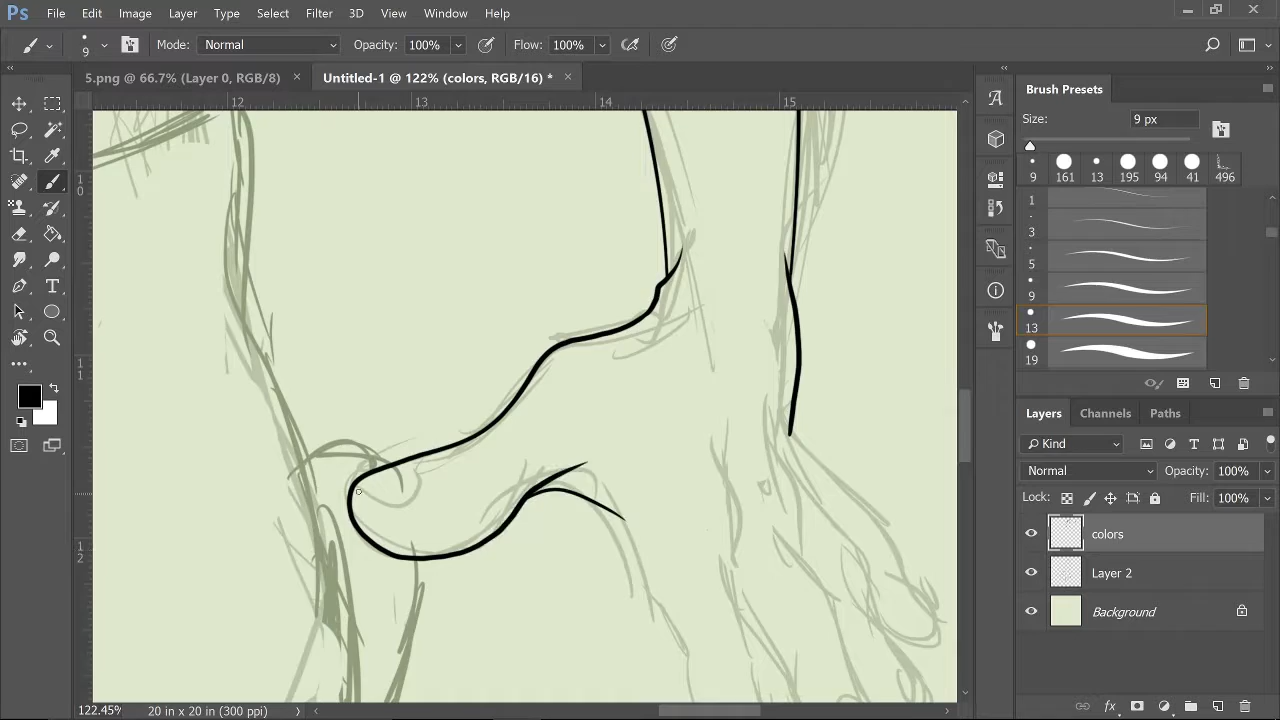 Ps File Edit Image Layer Type Select Filter 3D View Window Help
9 Mode: Normal Opacity: 100% Flow: 100%
5.png @ 66.7% (Layer 0, RGB/8) × Untitled-1 @ 122% (colors, RGB/16) * ×
12 13 14 15
10
11
12
Brush Presets
Size: 9 px
9 161 13 195 94 41 496
1
3
5
9
13
19
Layers Channels Paths
Kind
Normal Opacity: 100%
Lock: Fill: 100%
colors
Layer 2
Background
122.45% 20 in x 20 in (300 ppi)